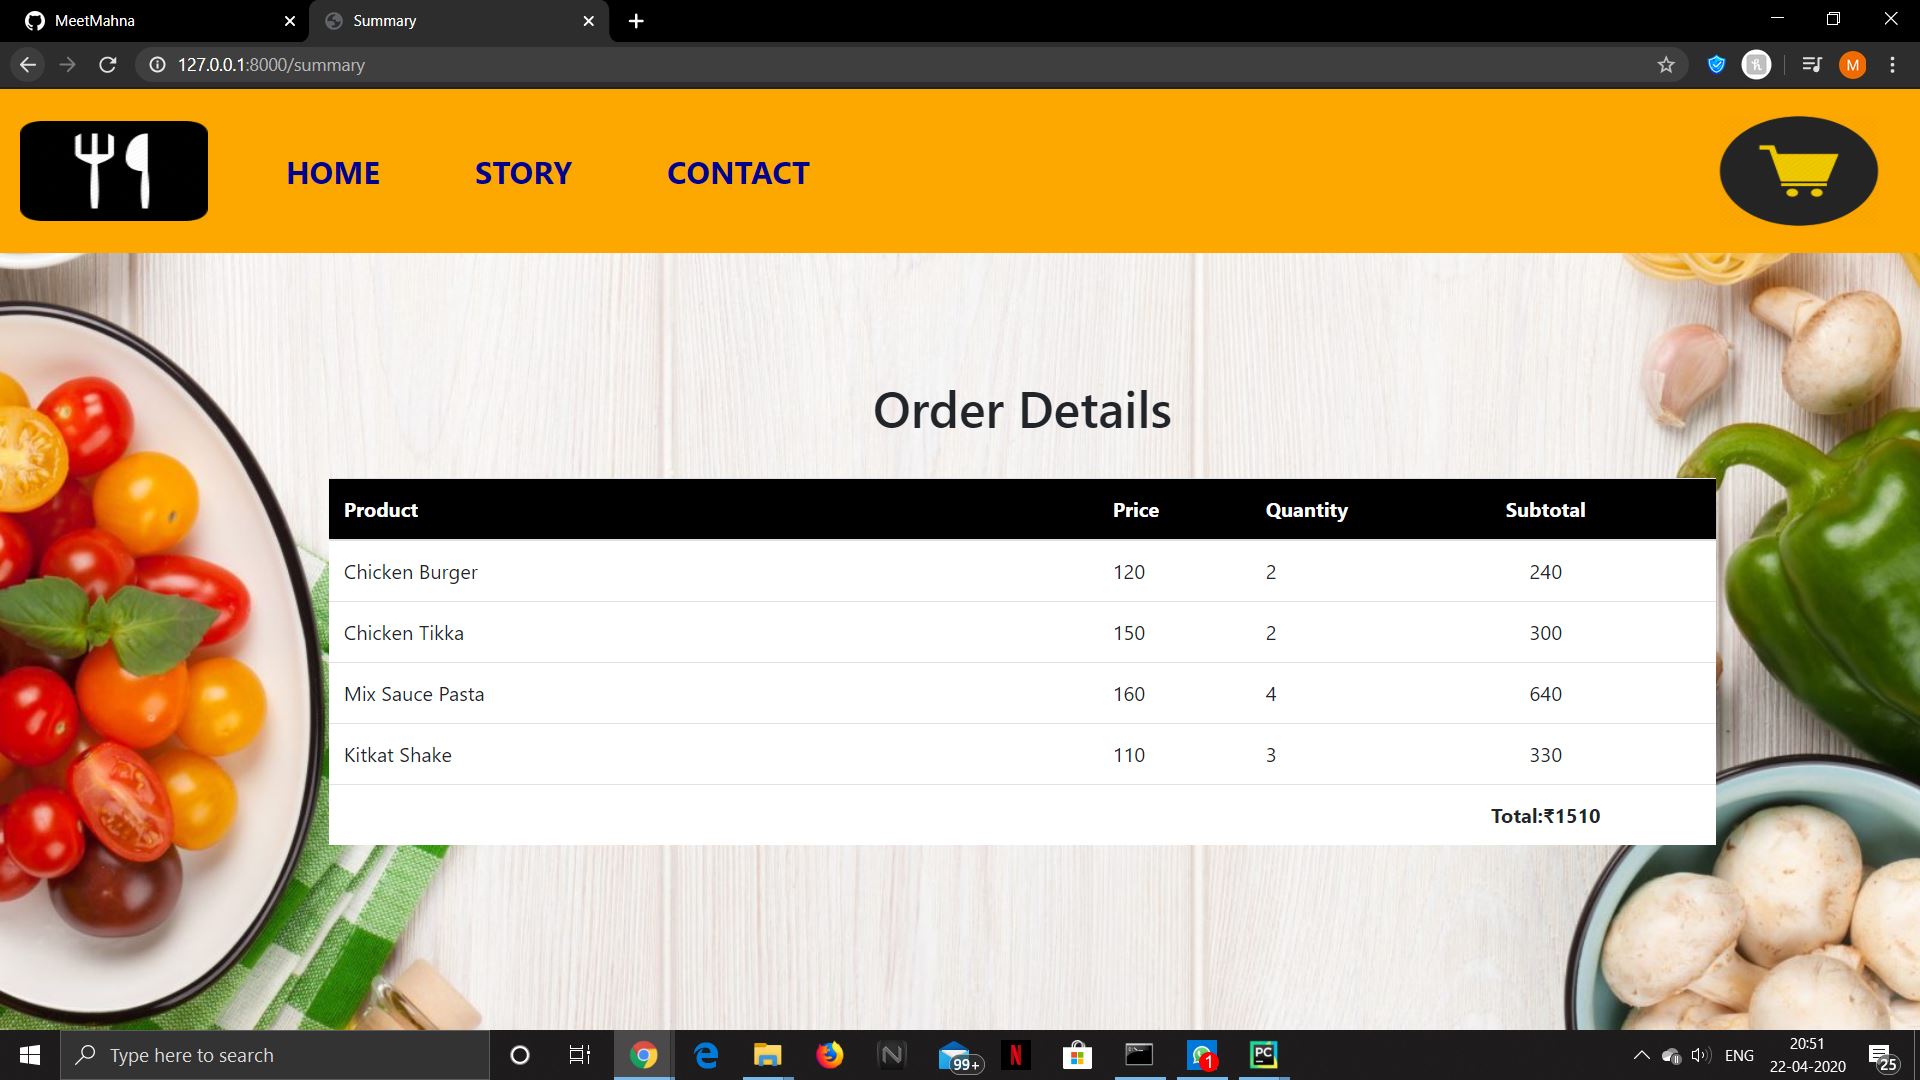 MeetMahna
Summary
127.0.0.1:8000/summary
M
HOME STORY CONTACT
Order Details
Product Price Quantity Subtotal
Chicken Burger 120 2 240
Chicken Tikka 150 2 300
Mix Sauce Pasta 160 4 640
Kitkat Shake 110 3 330
Total:₹1510
Type here to search
99+
N
N
1
PC
ENG
20:51
22-04-2020
25